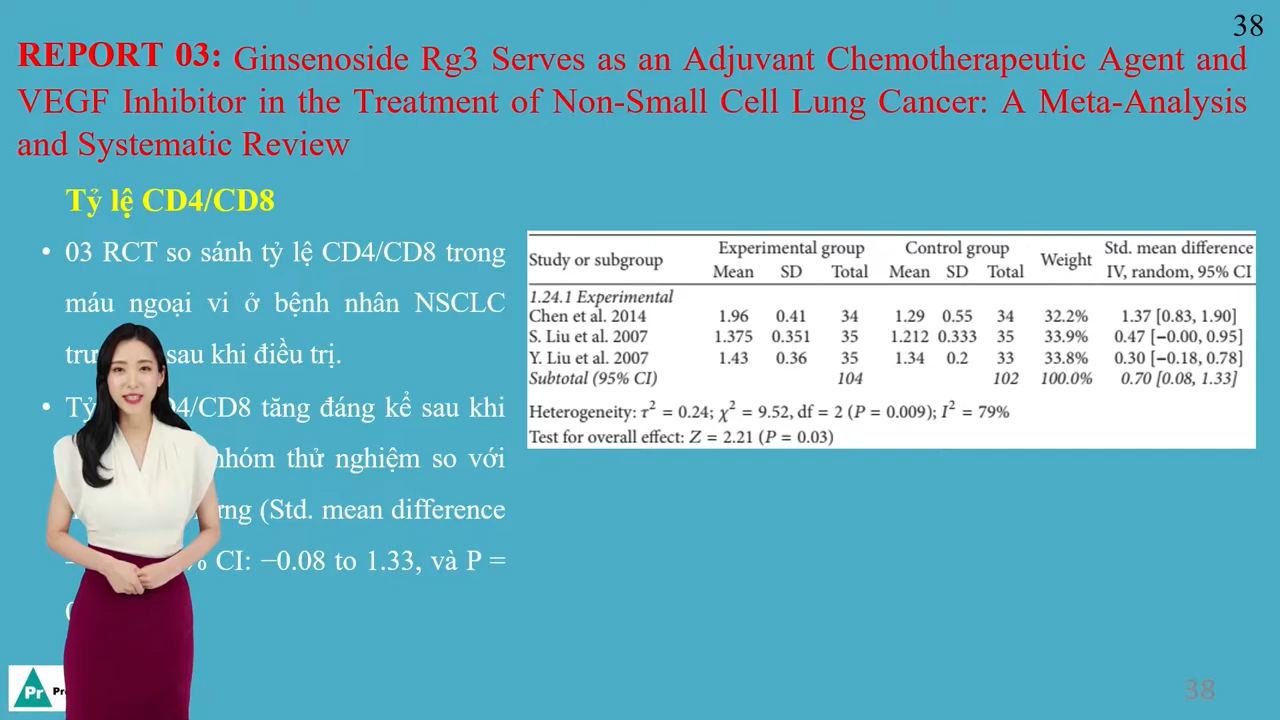 38
REPORT 03: Ginsenoside Rg3 Serves as an Adjuvant Chemotherapeutic Agent and
VEGF Inhibitor in the Treatment of Non-Small Cell Lung Cancer: A Meta-Analysis
and Systematic Review
Tỷ lệ CD4/CD8
• 03 RCT so sánh tỷ lệ CD4/CD8 trong
máu ngoại vi ở bệnh nhân NSCLC
sau khi điều trị.
• D4/CD8 tăng đáng kể sau khi
nhóm thử nghiệm so với
(Std. mean difference
% CI: −0.08 to 1.33, và P =
Study or subgroup Experimental group Control group Weight Std. mean difference
Mean SD Total Mean SD Total IV, random, 95% CI
1.24.1 Experimental
Chen et al. 2014 1.96 0.41 34 1.29 0.55 34 32.2% 1.37 [0.83, 1.90]
S. Liu et al. 2007 1.375 0.351 35 1.212 0.333 35 33.9% 0.47 [−0.00, 0.95]
Y. Liu et al. 2007 1.43 0.36 35 1.34 0.2 33 33.8% 0.30 [−0.18, 0.78]
Subtotal (95% CI) 104 102 100.0% 0.70 [0.08, 1.33]
Heterogeneity: τ² = 0.24; χ² = 9.52, df = 2 (P = 0.009); I² = 79%
Test for overall effect: Z = 2.21 (P = 0.03)
Pr
38